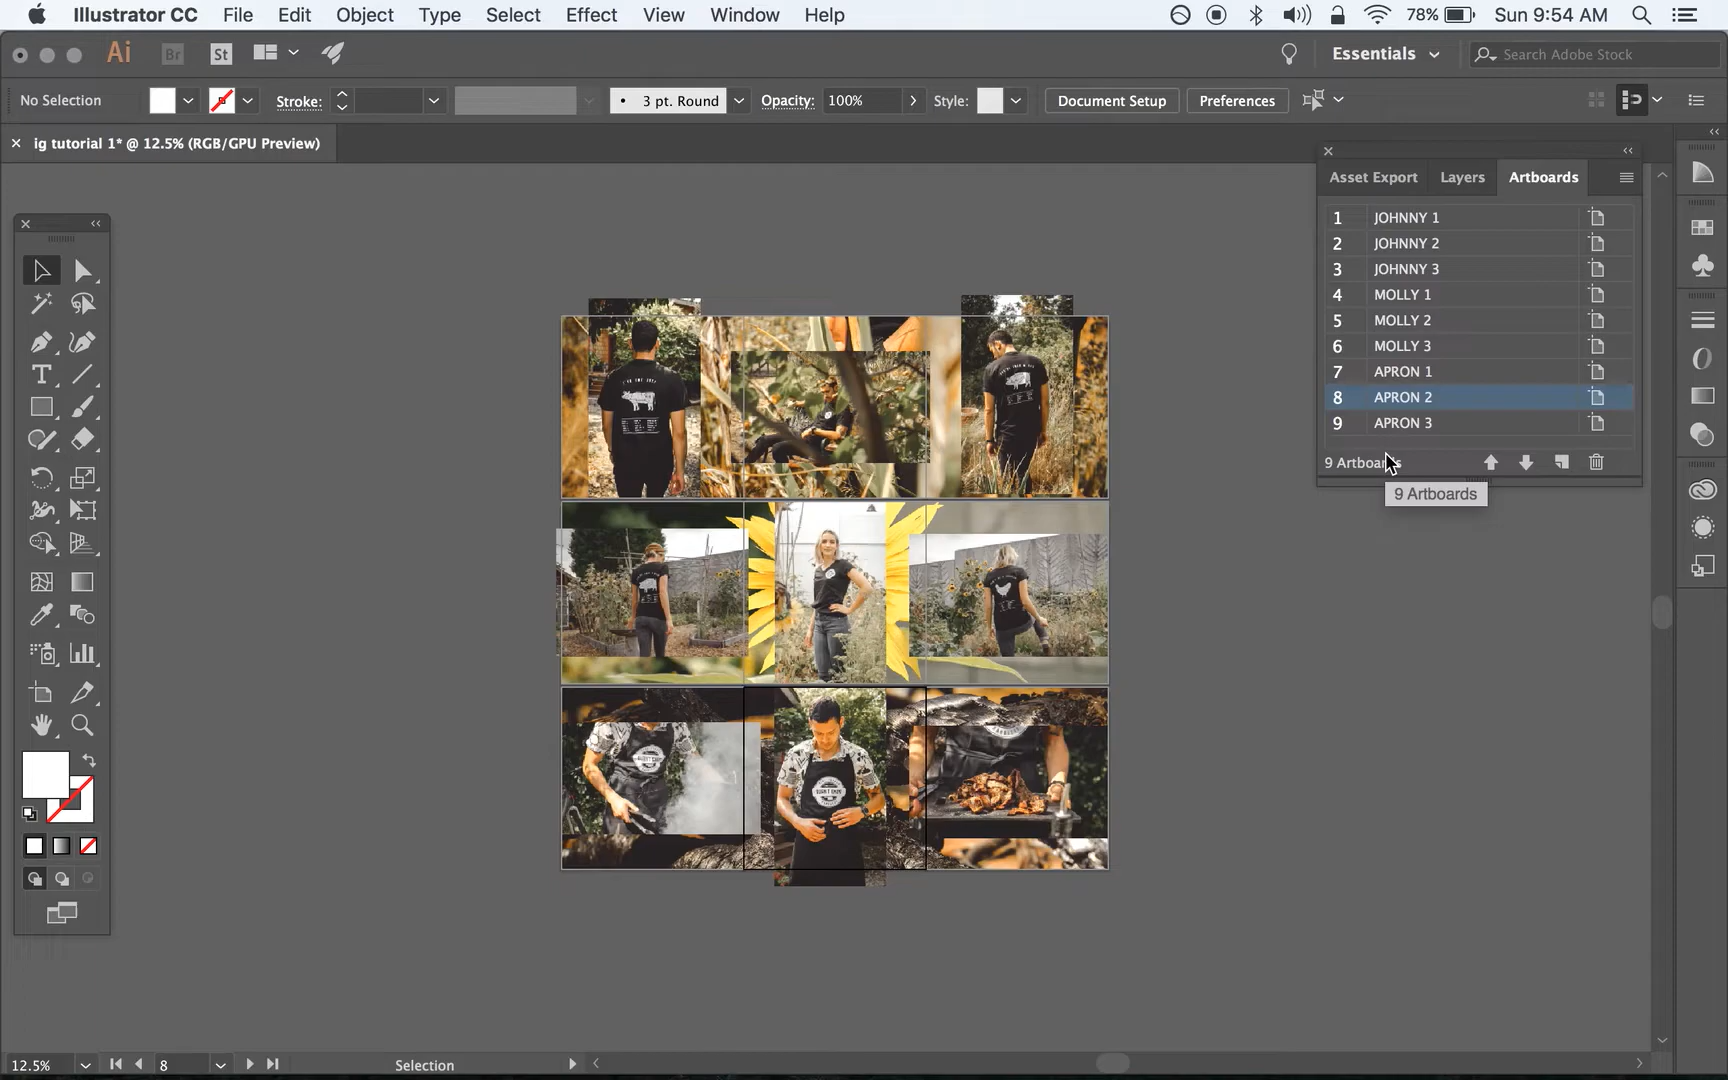 Illustrator CC File Edit Object Type Select Effect View Window Help 78% Sun 9:54 AM
Ai Br St Essentials Search Adobe Stock
No Selection Stroke: 3 pt. Round Opacity: 100% Style: Document Setup Preferences
× ig tutorial 1* @ 12.5% (RGB/GPU Preview)
Asset Export Layers Artboards
1 JOHNNY 1
2 JOHNNY 2
3 JOHNNY 3
4 MOLLY 1
5 MOLLY 2
6 MOLLY 3
7 APRON 1
8 APRON 2
9 APRON 3
9 Artboards
9 Artboards
12.5% 8 Selection